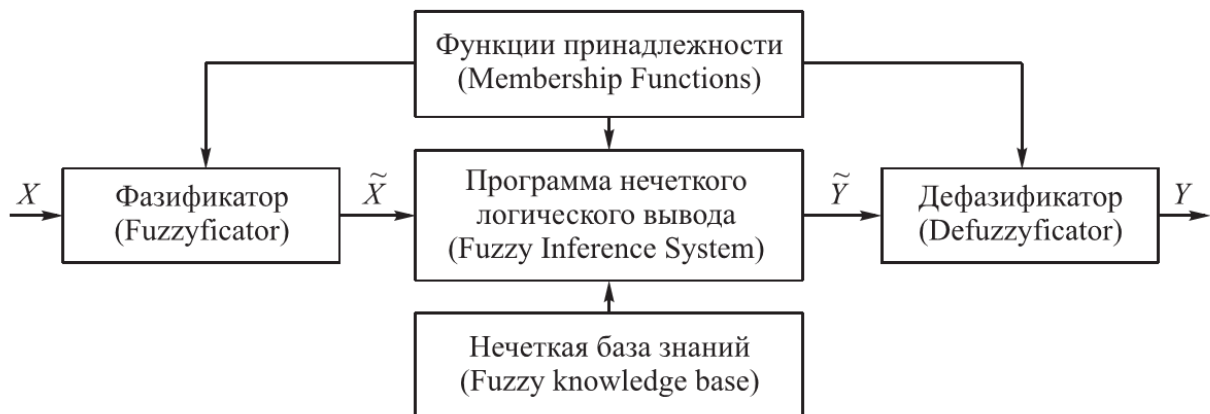 Функции принадлежности
(Membership Functions)
X
Фазификатор
(Fuzzyficator)
X̃
Программа нечеткого
логического вывода
(Fuzzy Inference System)
Ỹ
Дефазификатор
(Defuzzyficator)
Y
Нечеткая база знаний
(Fuzzy knowledge base)